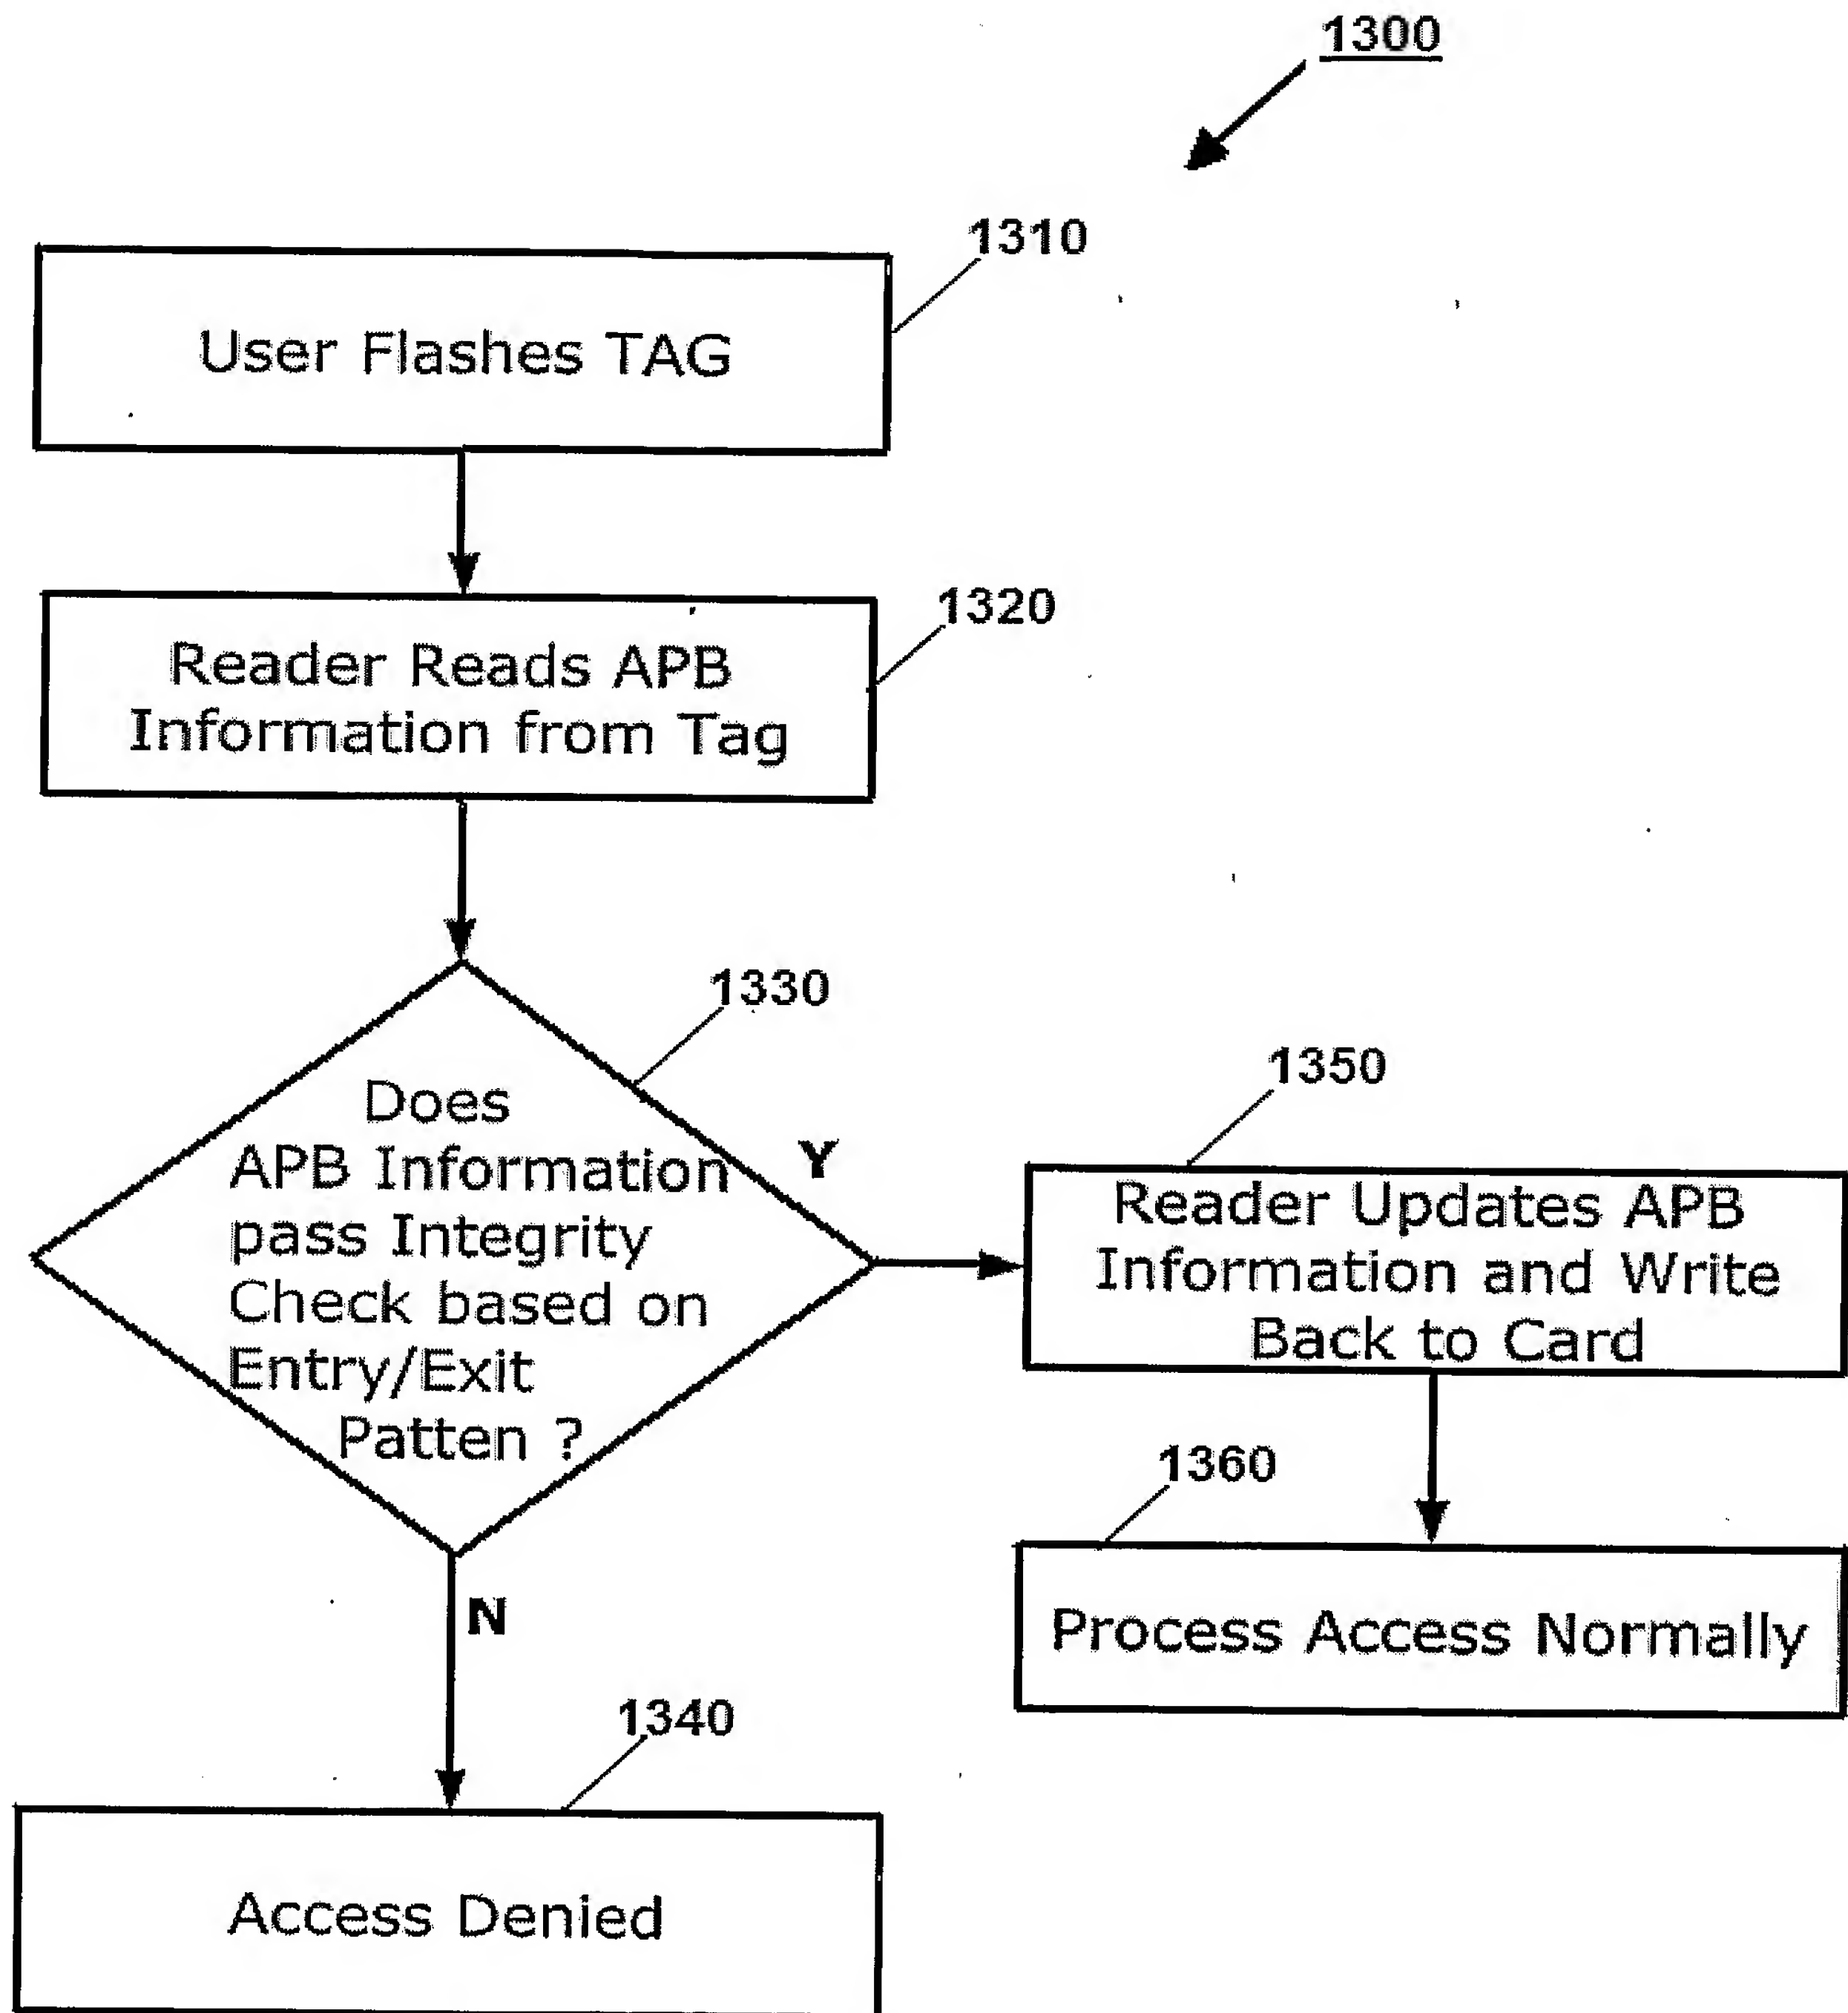 1300
1310
User Flashes TAG
1320
Reader Reads APB
Information from Tag
1330
Does
APB Information
pass Integrity
Check based on
Entry/Exit
Patten ?
Y
1350
Reader Updates APB
Information and Write
Back to Card
1360
Process Access Normally
N
1340
Access Denied